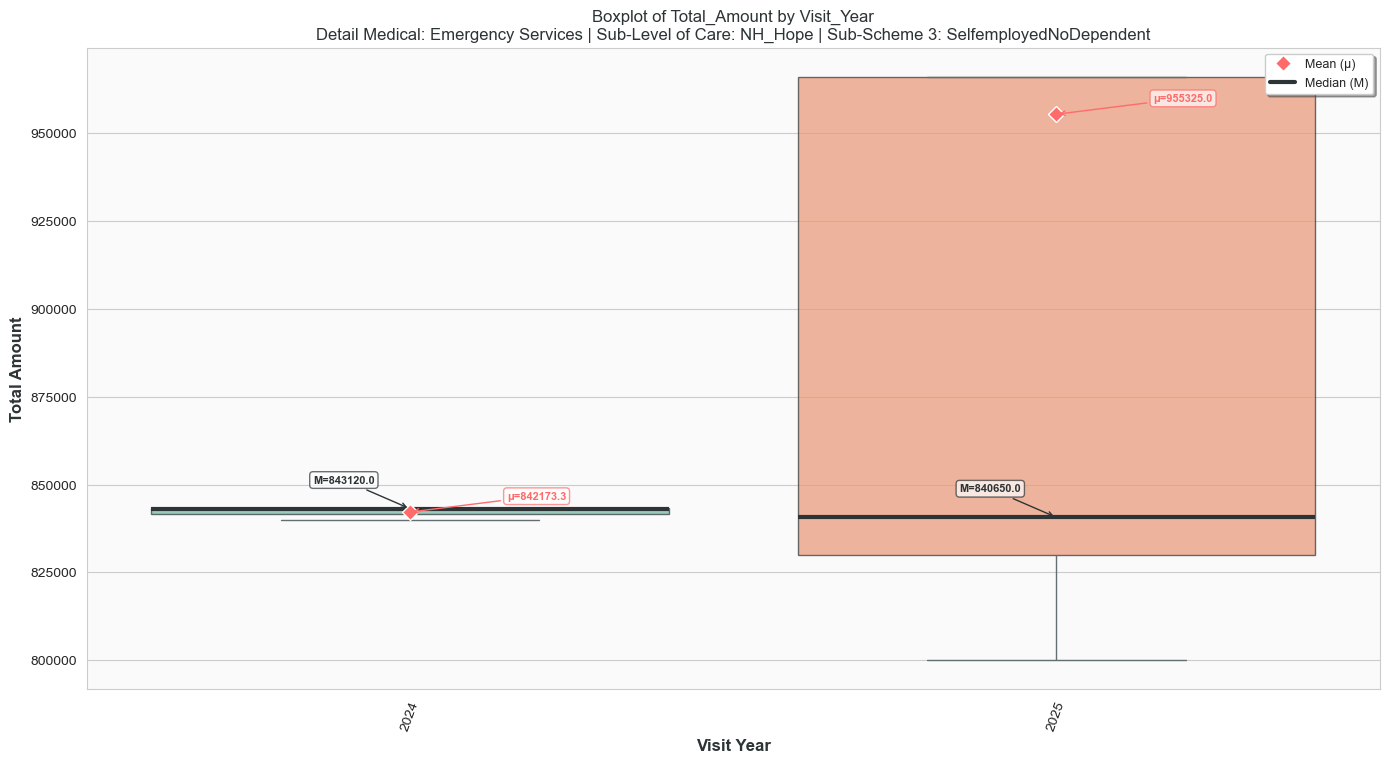 Boxplot of Total_Amount by Visit_Year
Detail Medical: Emergency Services | Sub-Level of Care: NH_Hope | Sub-Scheme 3: SelfemployedNoDependent
Mean (μ)
Median (M)
μ=955325.0
950000
925000
900000
875000
850000
825000
800000
Total Amount
M=843120.0
μ=842173.3
M=840650.0
2024
2025
Visit Year